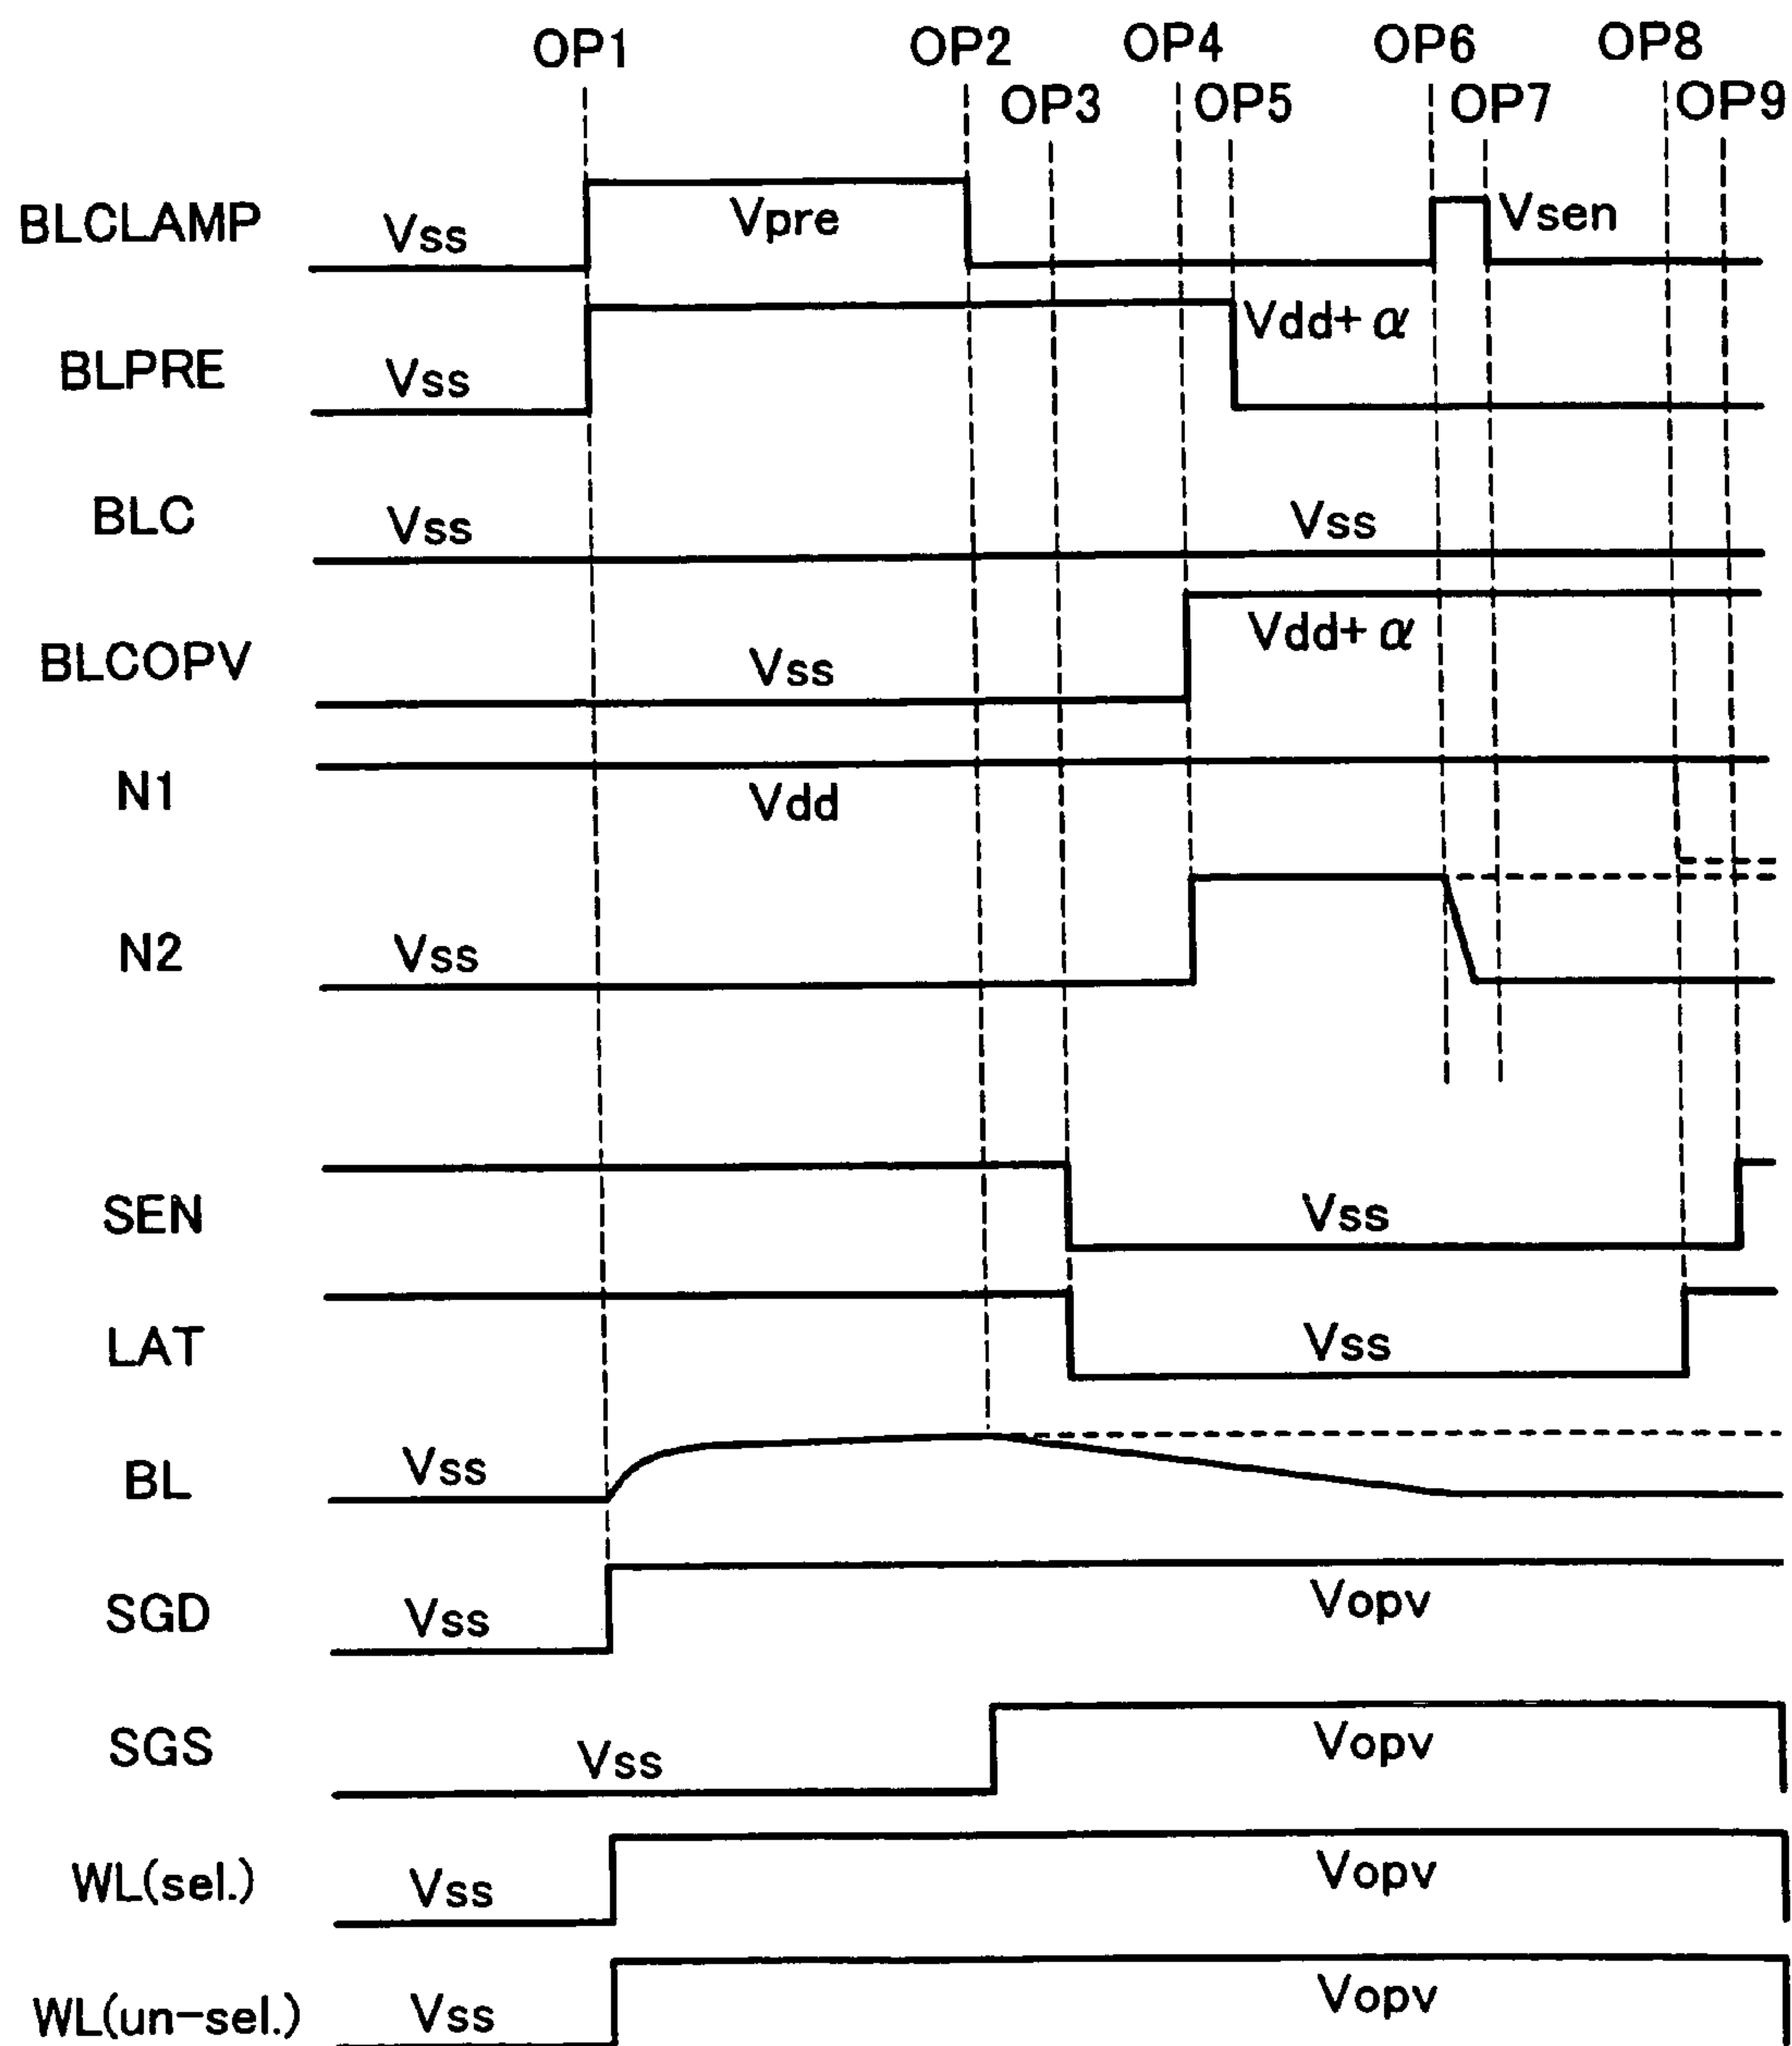 OP1 OP2 OP4 OP6 OP8
OP3 OP5 OP7 OP9
BLCLAMP Vss Vpre Vsen
BLPRE Vss Vdd+α
BLC Vss Vss
BLCOPV Vss Vdd+α
N1 Vdd
N2 Vss
SEN Vss
LAT Vss
BL Vss
SGD Vss Vopv
SGS Vss Vopv
WL(sel.) Vss Vopv
WL(un-sel.) Vss Vopv